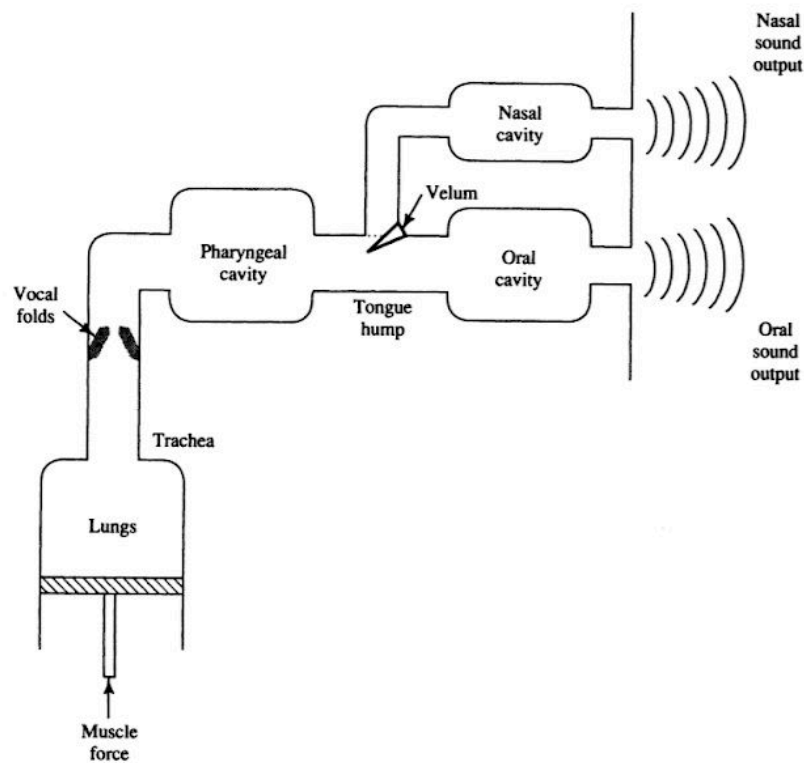 Nasal
sound
output
Nasal
cavity
Velum
Pharyngeal
cavity
Oral
cavity
Vocal
folds
Tongue
hump
Oral
sound
output
Trachea
Lungs
Muscle
force